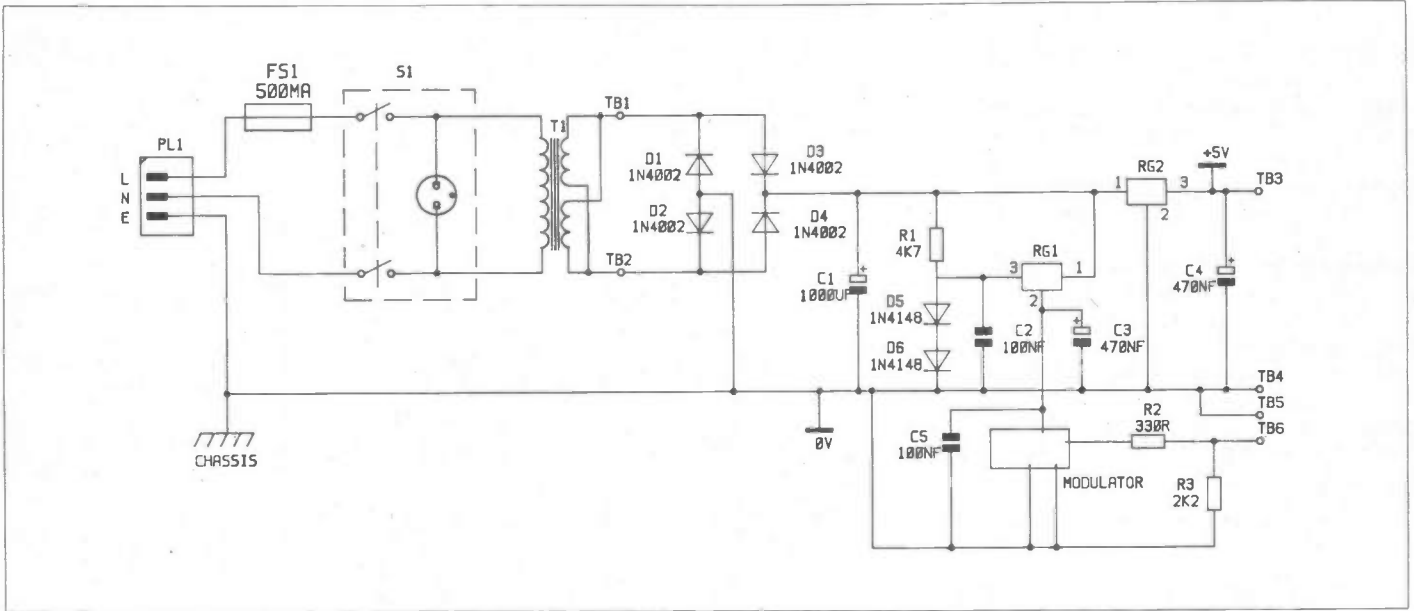 FS1
500MA
S1
PL1
L
N
E
T1
TB1
TB2
D1
1N4002
D2
1N4002
D3
1N4002
D4
1N4002
C1
1000UF
R1
4K7
D5
1N4148
D6
1N4148
RG1
3
1
2
C2
100NF
C3
470NF
RG2
1
3
2
+5V
TB3
C4
470NF
+
+
+
TB4
TB5
TB6
R2
330R
R3
2K2
C5
100NF
MODULATOR
0V
CHASSIS